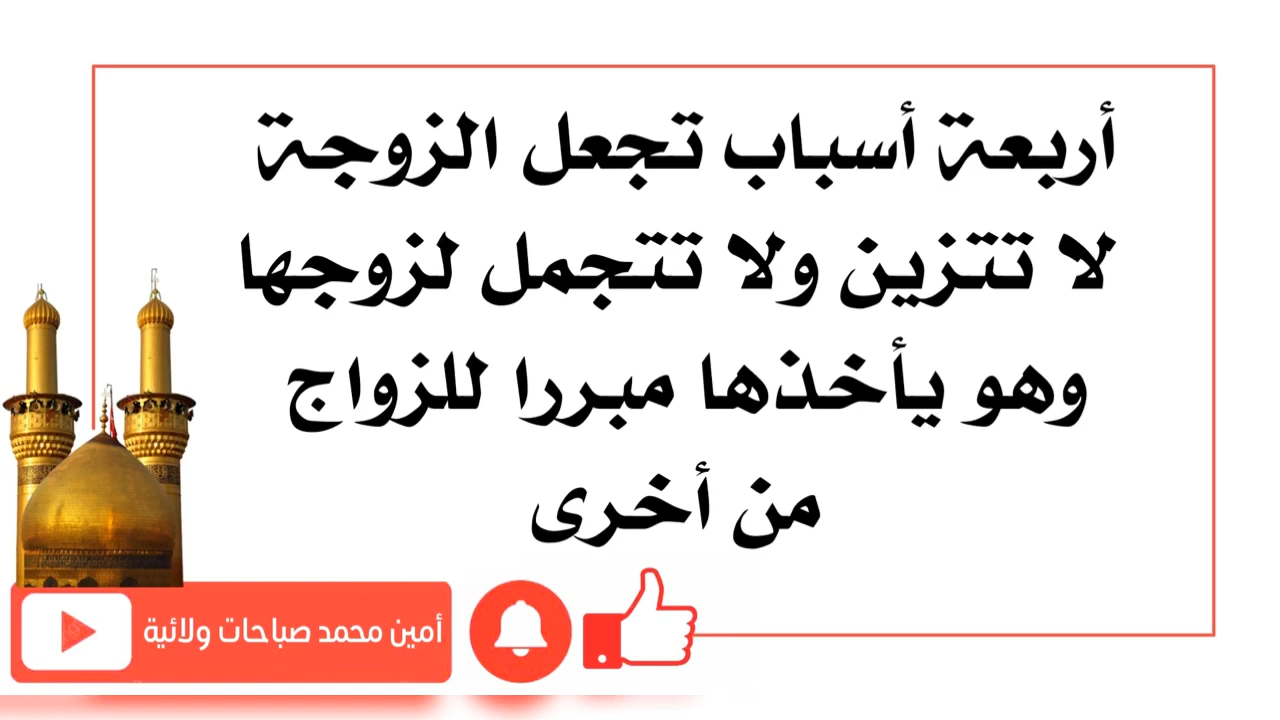 أربعة أسباب تجعل الزوجة
لا تتزين ولا تتجمل لزوجها
وهو يأخذها مبررا للزواج
من أخرى
أمين محمد صباحات ولائية